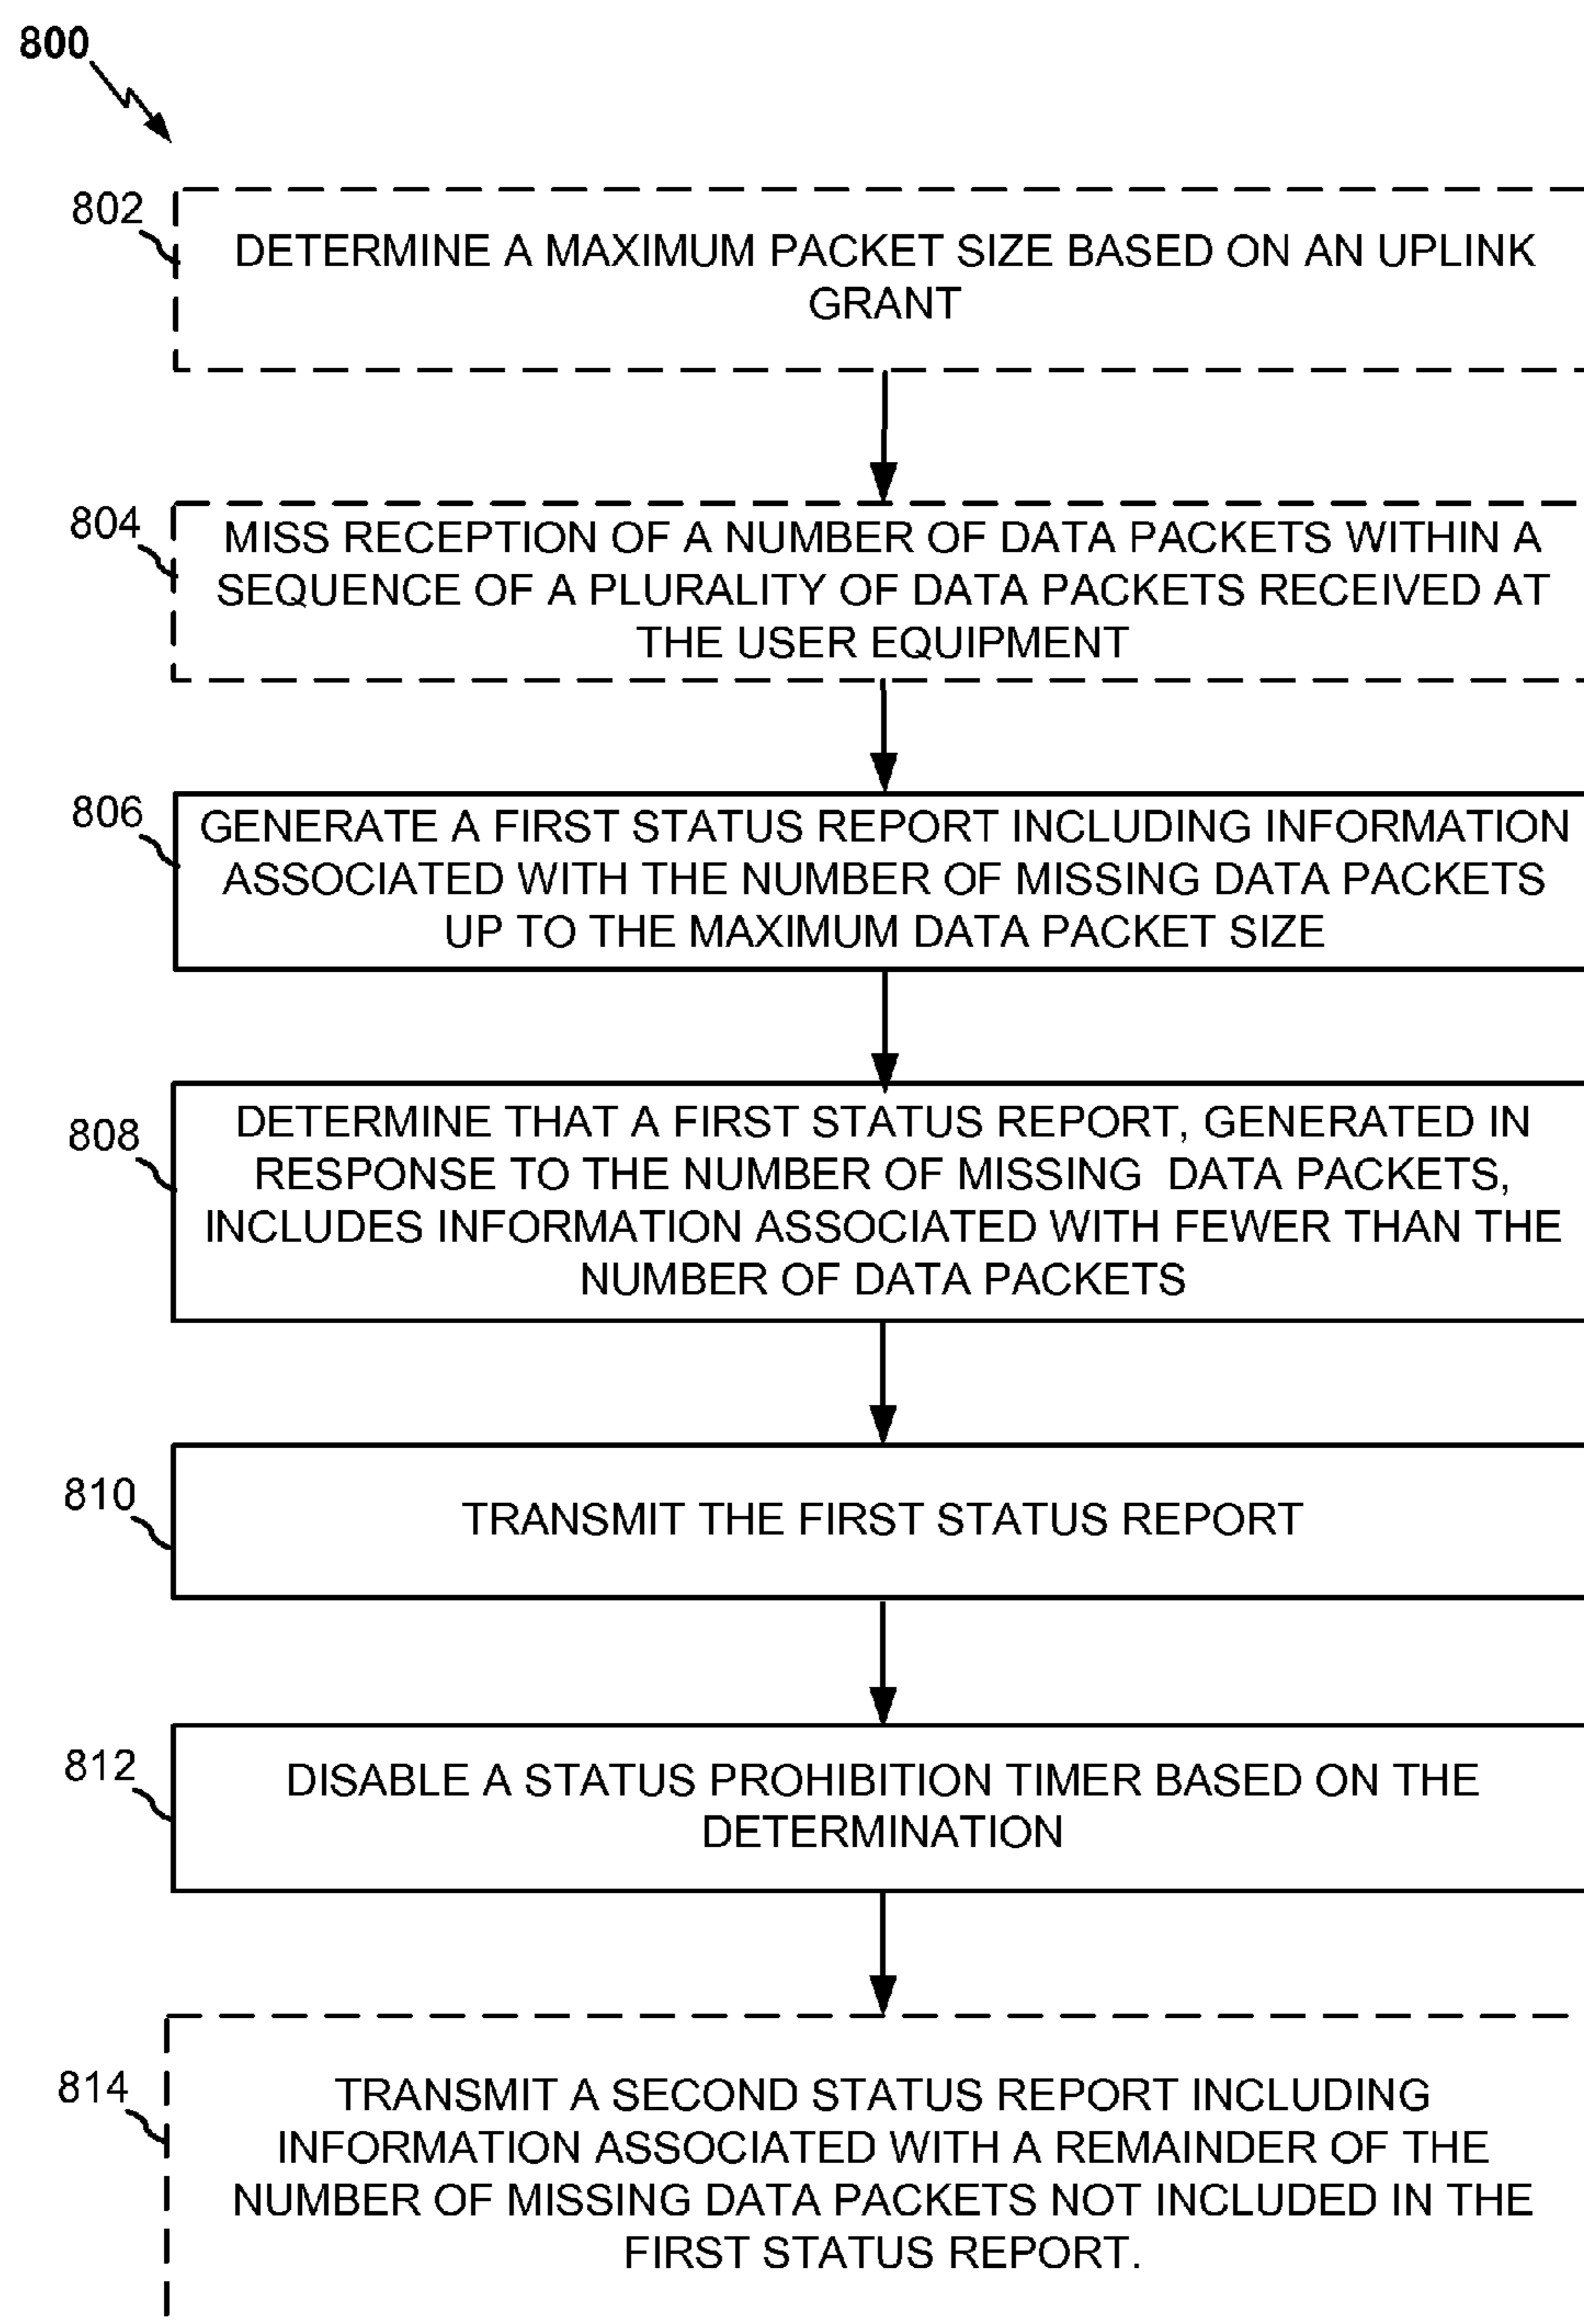 800
802
DETERMINE A MAXIMUM PACKET SIZE BASED ON AN UPLINK
GRANT
804
MISS RECEPTION OF A NUMBER OF DATA PACKETS WITHIN A
SEQUENCE OF A PLURALITY OF DATA PACKETS RECEIVED AT
THE USER EQUIPMENT
806
GENERATE A FIRST STATUS REPORT INCLUDING INFORMATION
ASSOCIATED WITH THE NUMBER OF MISSING DATA PACKETS
UP TO THE MAXIMUM DATA PACKET SIZE
808
DETERMINE THAT A FIRST STATUS REPORT, GENERATED IN
RESPONSE TO THE NUMBER OF MISSING DATA PACKETS,
INCLUDES INFORMATION ASSOCIATED WITH FEWER THAN THE
NUMBER OF DATA PACKETS
810
TRANSMIT THE FIRST STATUS REPORT
812
DISABLE A STATUS PROHIBITION TIMER BASED ON THE
DETERMINATION
814
TRANSMIT A SECOND STATUS REPORT INCLUDING
INFORMATION ASSOCIATED WITH A REMAINDER OF THE
NUMBER OF MISSING DATA PACKETS NOT INCLUDED IN THE
FIRST STATUS REPORT.